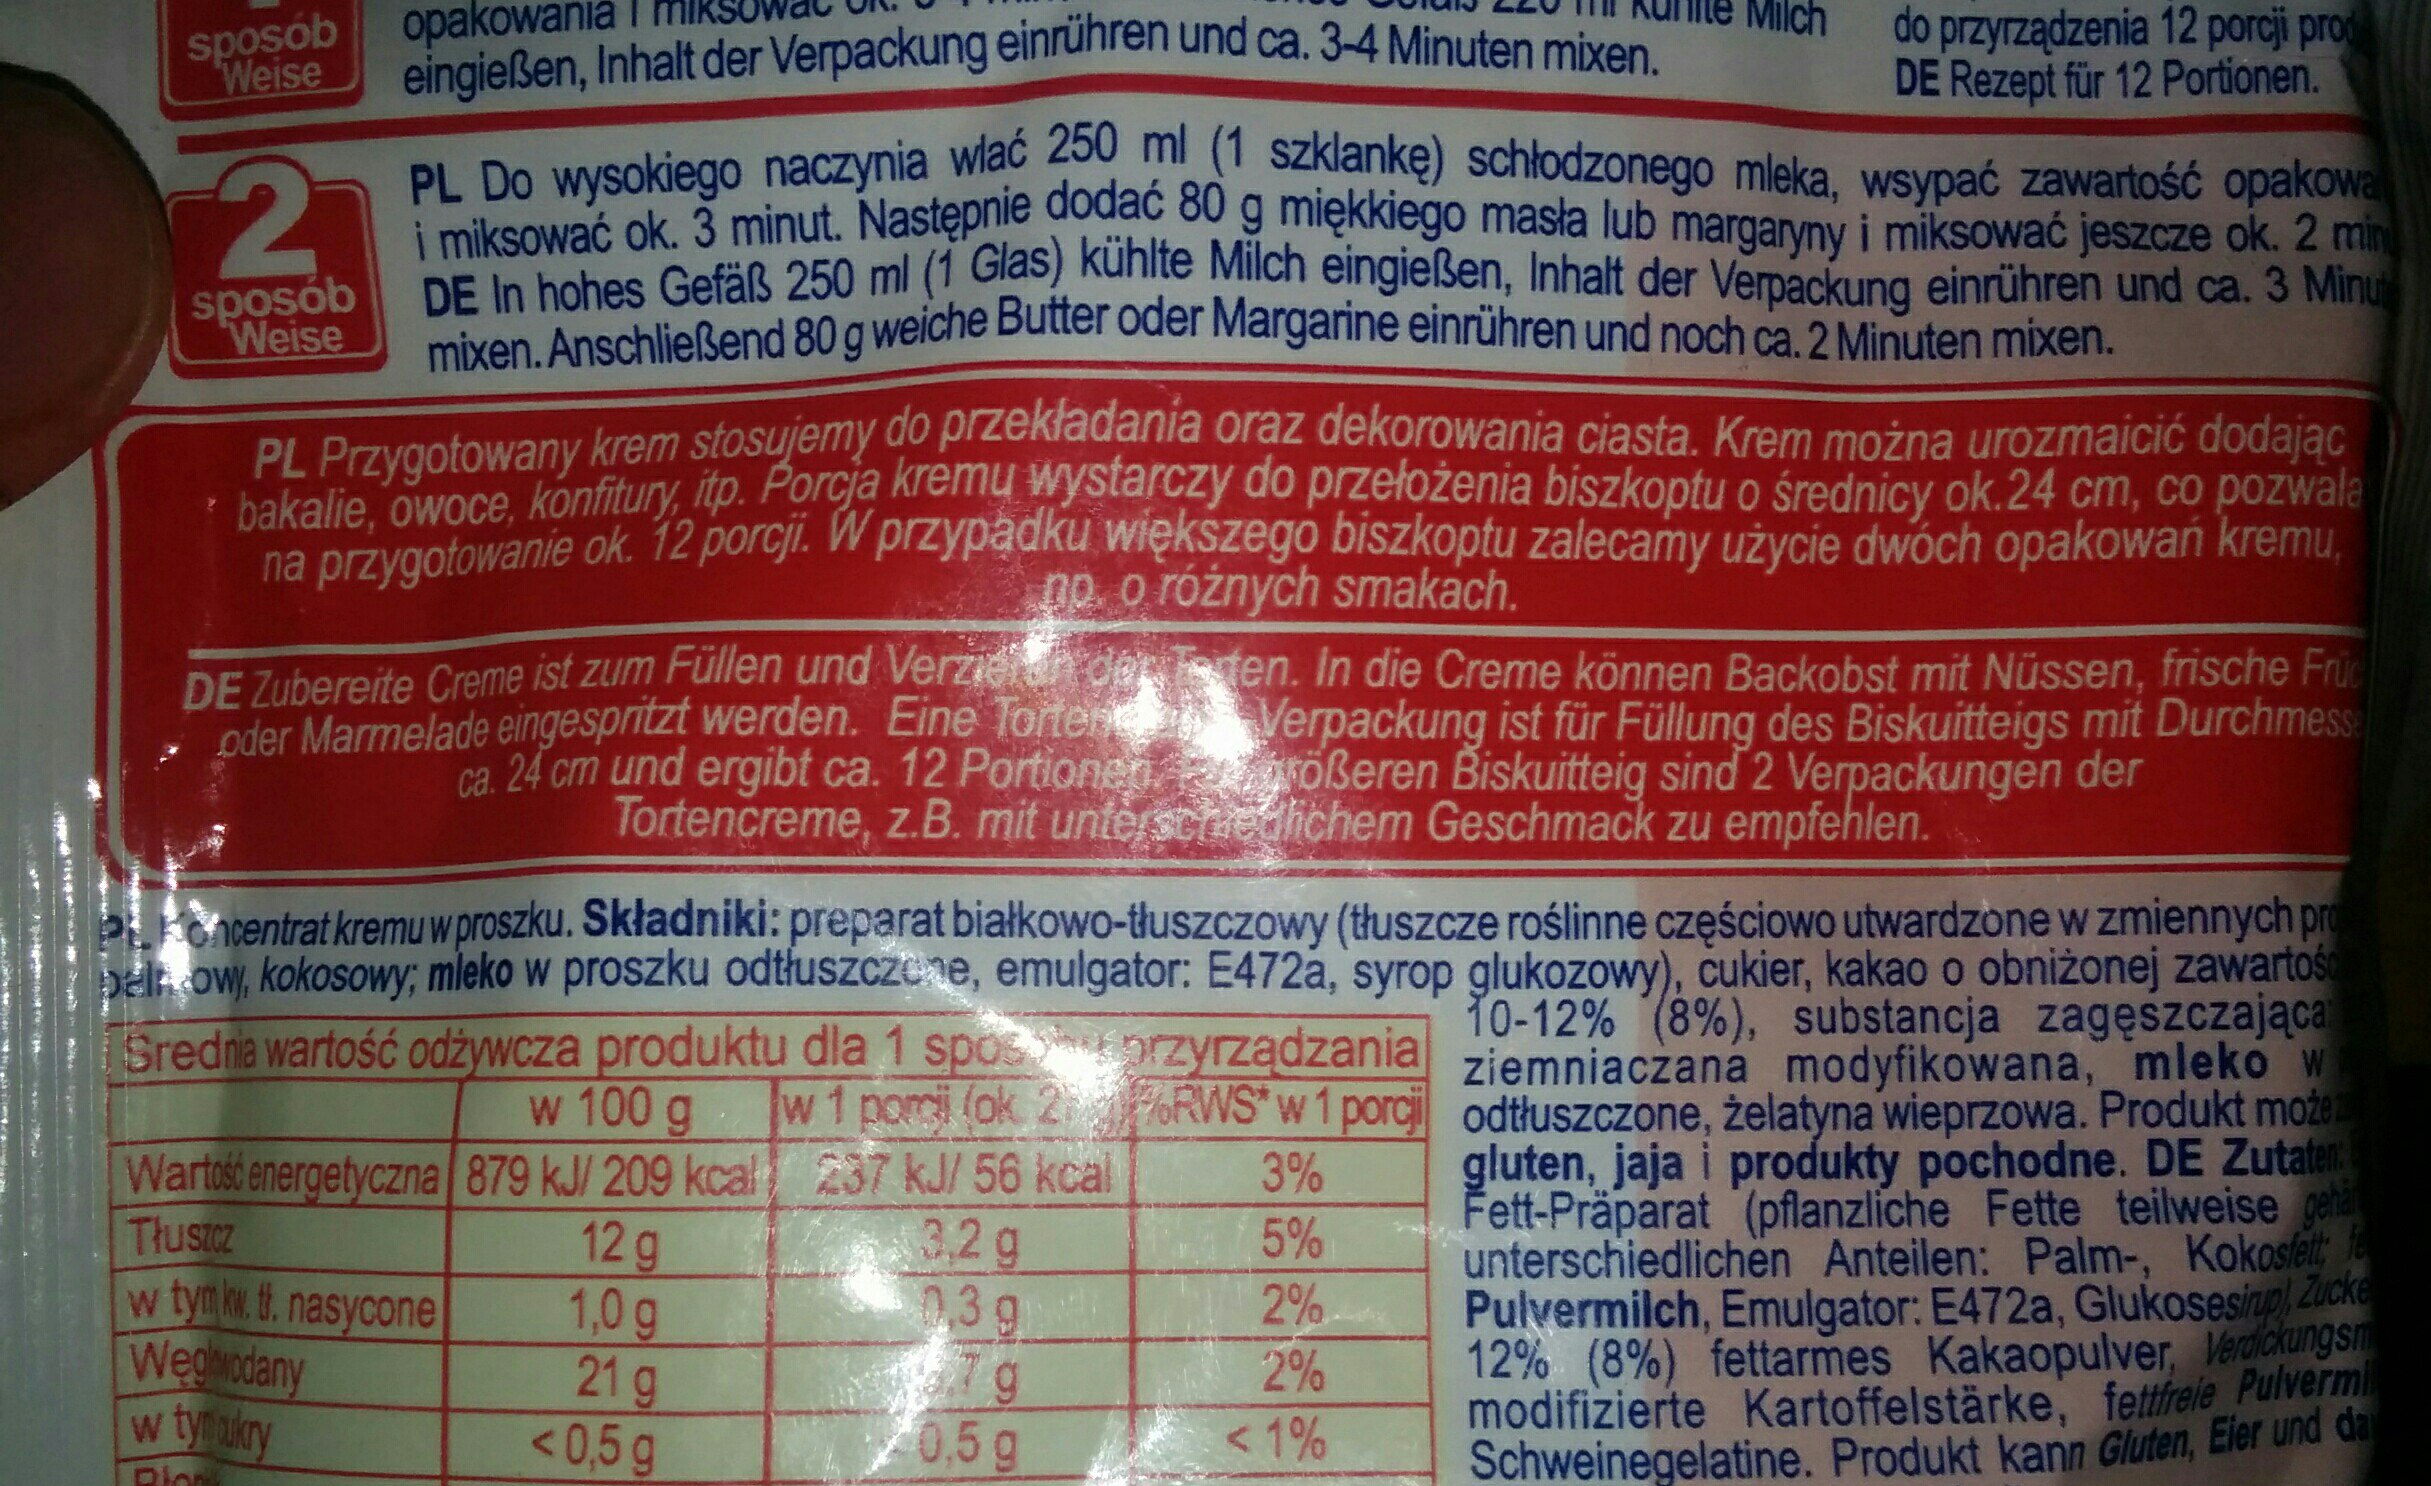 sposób
Weise
opakowania i miksować ok.
kühlte Milch
eingießen, Inhalt der Verpackung einrühren und ca. 3-4 Minuten mixen.
do przyrządzenia 12 porcji
DE Rezept für 12 Portionen.
2
sposób
Weise
PL Do wysokiego naczynia wlać 250 ml (1 szklankę) schłodzonego mleka, wsypać zawartość
i miksować ok. 3 minut. Następnie dodać 80 g miękkiego masła lub margaryny i miksować jeszcze ok. 2
DE In hohes Gefäß 250 ml (1 Glas) kühlte Milch eingießen, Inhalt der Verpackung einrühren und ca. 3
mixen. Anschließend 80 g weiche Butter oder Margarine einrühren und noch ca. 2 Minuten mixen.
PL Przygotowany krem stosujemy do przekładania oraz dekorowania ciasta. Krem można urozmaicić dodając
bakalie, owoce, konfitury, itp. Porcja kremu wystarczy do przełożenia biszkoptu o średnicy ok.24 cm, co pozwala
na przygotowanie ok. 12 porcji. W przypadku większego biszkoptu zalecamy użycie dwóch opakowań kremu,
np. o różnych smakach.
DE Zubereite Creme ist zum Füllen und In die Creme können Backobst mit Nüssen, frische
oder Marmelade eingespritzt werden. Eine Verpackung ist für Füllung des Biskuitteigs mit
ca. 24 cm und ergibt ca. 12 Portionen. größeren Biskuitteig sind 2 Verpackungen der
Tortencreme, z.B. mit unterschiedlichem Geschmack zu empfehlen.
PL Koncentrat kremu w proszku. Składniki: preparat białkowo-tłuszczowy (tłuszcze roślinne częściowo utwardzone w zmiennych
palmowy, kokosowy; mleko w proszku odtłuszczone, emulgator: E472a, syrop glukozowy), cukier, kakao o obniżonej
10-12% (8%), substancja zagęszczająca:
ziemniaczana modyfikowana, mleko w
odtłuszczone, żelatyna wieprzowa. Produkt może
gluten, jaja i produkty pochodne. DE Zutaten:
Fett-Präparat (pflanzliche Fette teilweise
unterschiedlichen Anteilen: Palm-, Kokosfett;
Pulvermilch, Emulgator: E472a, Glukosesirup),
12% (8%) fettarmes Kakaopulver,
modifizierte Kartoffelstärke, fettfreie
Schweinegelatine. Produkt kann Gluten, Eier und
Średnia wartość odżywcza produktu dla 1 sposobu przyrządzania
w 100 g w 1 porcji (ok. %RWS* w 1 porcji
Wartość energetyczna 879 kJ/ 209 kcal 237 kJ/ 56 kcal 3%
Tłuszcz 12 g 3,2 g 5%
w tym kw. tł. nasycone 1,0 g 0,3 g 2%
Węglowodany 21 g 2%
w tym cukry < 0,5 g 0,5 g < 1%